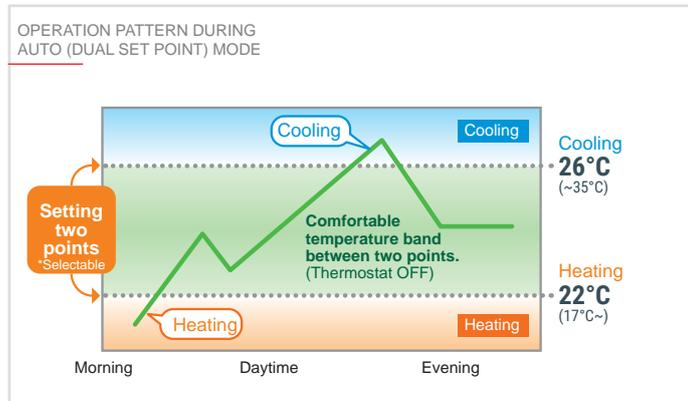 OPERATION PATTERN DURING
AUTO (DUAL SET POINT) MODE
Cooling
Cooling
Cooling
26°C
(~35°C)
Setting
two
points
*Selectable
Comfortable
temperature band
between two points.
(Thermostat OFF)
Heating
22°C
(17°C~)
Heating
Heating
Morning
Daytime
Evening